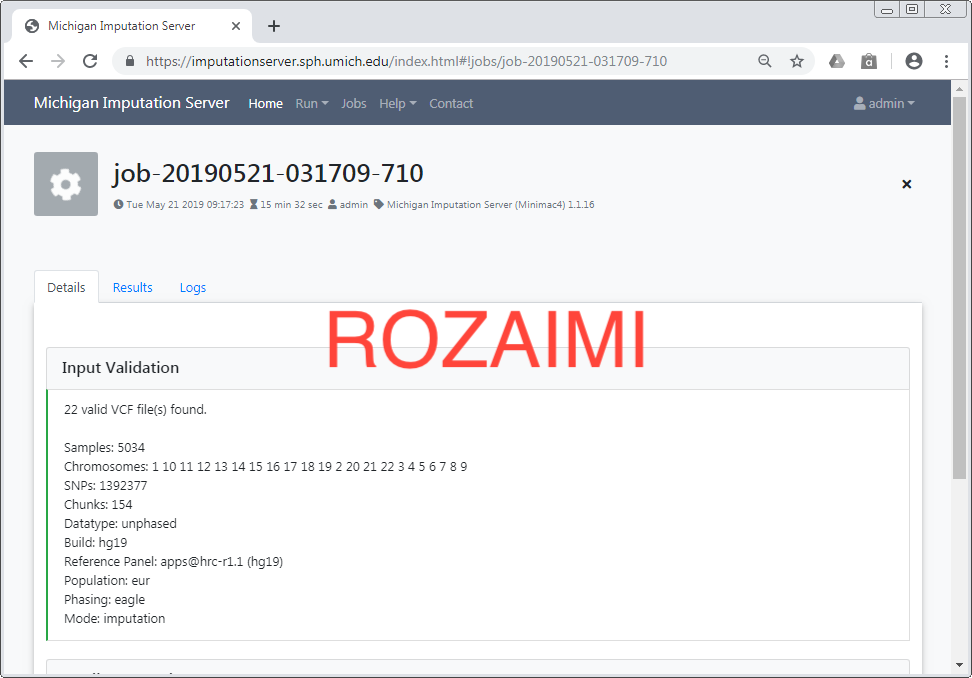 Michigan Imputation Server
https://imputationserver.sph.umich.edu/index.html#!jobs/job-20190521-031709-710
Michigan Imputation Server Home Run Jobs Help Contact admin
job-20190521-031709-710
Tue May 21 2019 09:17:23 15 min 32 sec admin Michigan Imputation Server (Minimac4) 1.1.16
Details Results Logs
ROZAIMI
Input Validation
22 valid VCF file(s) found.
Samples: 5034
Chromosomes: 1 10 11 12 13 14 15 16 17 18 19 2 20 21 22 3 4 5 6 7 8 9
SNPs: 1392377
Chunks: 154
Datatype: unphased
Build: hg19
Reference Panel: apps@hrc-r1.1 (hg19)
Population: eur
Phasing: eagle
Mode: imputation